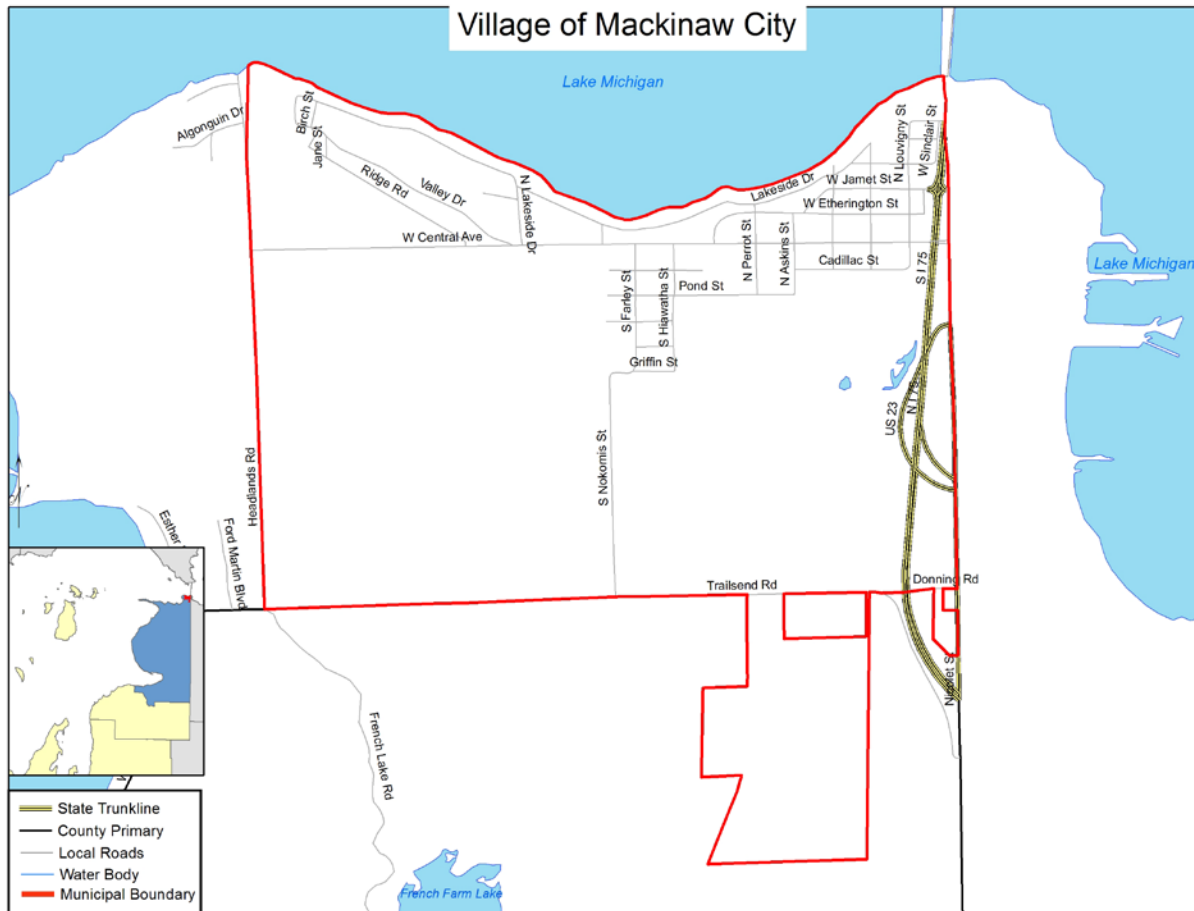 Village of Mackinaw City
Lake Michigan
Algonguin Dr
Birch St
Jane St
Ridge Rd
Valley Dr
N Lakeside Dr
W Central Ave
Lakeside Dr
N Louvigny St
W Sinclair St
W Jamet St
W Etherington St
N Perrot St
N Askins St
Cadillac St
S I 75
Lake Michigan
S Farley St
S Hiawatha St
Pond St
Griffin St
N I 75
US 23
S Nokomis St
Headlands Rd
N
Esther
Ford Martin Blvd
Trailsend Rd
Donning Rd
Nicolet St
French Lake Rd
French Farm Lake
State Trunkline
County Primary
Local Roads
Water Body
Municipal Boundary